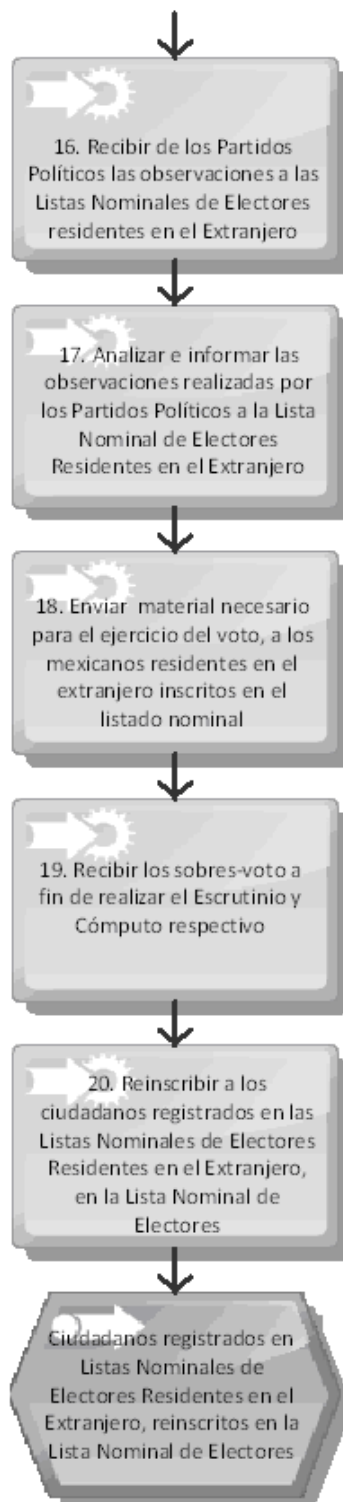 16. Recibir de los Partidos
Políticos las observaciones a las
Listas Nominales de Electores
residentes en el Extranjero
17. Analizar e informar las
observaciones realizadas por
los Partidos Políticos a la Lista
Nominal de Electores
Residentes en el Extranjero
18. Enviar material necesario
para el ejercicio del voto, a los
mexicanos residentes en el
extranjero inscritos en el
listado nominal
19. Recibir los sobres-voto a
fin de realizar el Escrutinio y
Cómputo respectivo
20. Reinscribir a los
ciudadanos registrados en las
Listas Nominales de Electores
Residentes en el Extranjero,
en la Lista Nominal de
Electores
Ciudadanos registrados en
Listas Nominales de
Electores Residentes en el
Extranjero, reinscritos en la
Lista Nominal de Electores